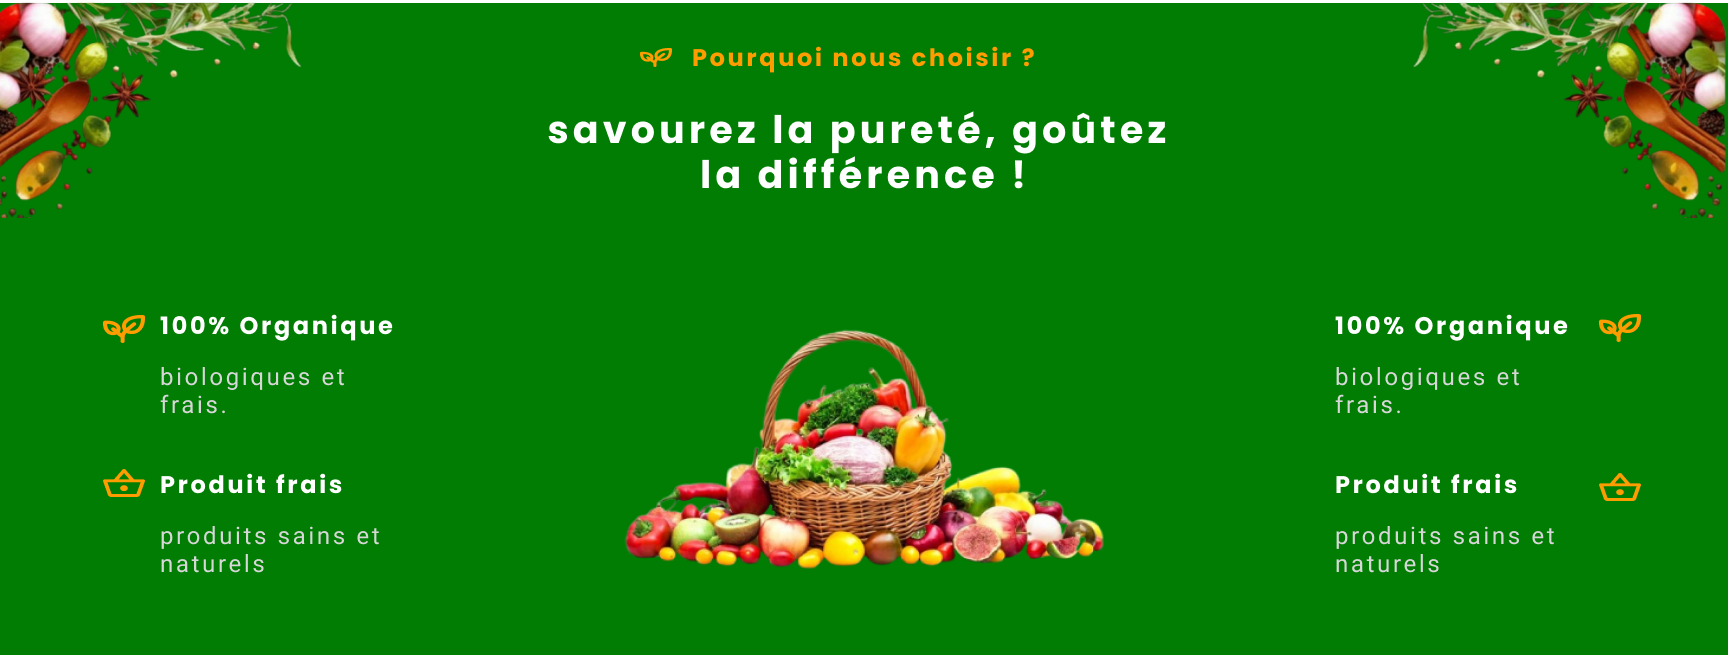 Pourquoi nous choisir ?
savourez la pureté, goûtez
la différence !
100% Organique
biologiques et
frais.
Produit frais
produits sains et
naturels
100% Organique
biologiques et
frais.
Produit frais
produits sains et
naturels